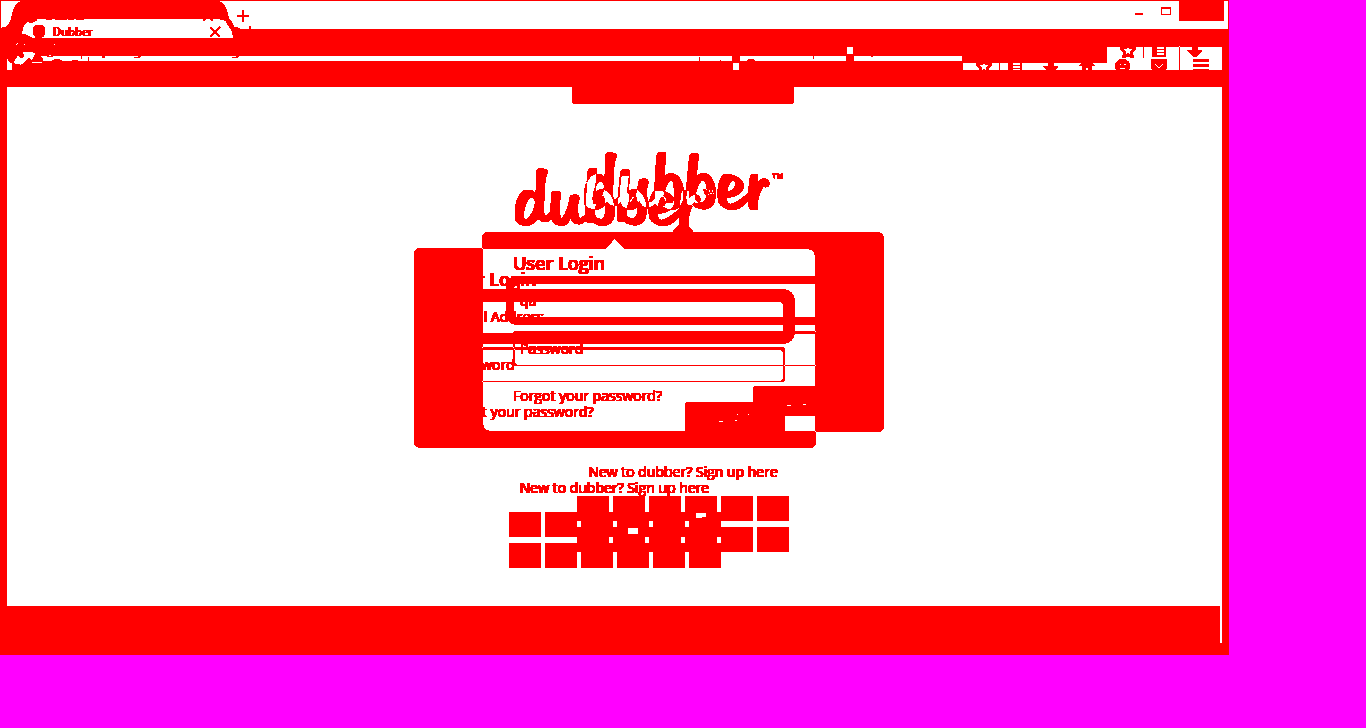 Dubber
dubber
dubber™
User Login
r Login
qa
l Address
Password
word
Forgot your password?
t your password?
New to dubber? Sign up here
New to dubber? Sign up here